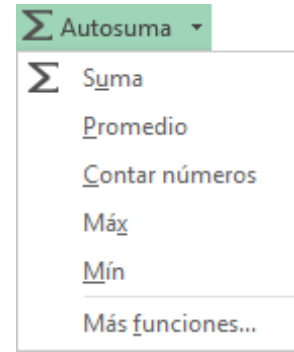 Σ Autosuma
Σ Suma
Promedio
Contar números
Máx
Mín
Más funciones...